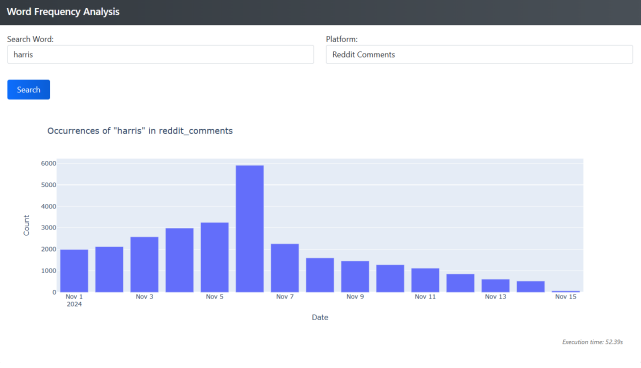 Word Frequency Analysis
Search Word:
Platform:
harris
Reddit Comments
Search
Occurrences of "harris" in reddit_comments
6000
5000
4000
3000
2000
1000
0
Count
Nov 1 Nov 3 Nov 5 Nov 7 Nov 9 Nov 11 Nov 13 Nov 15
2024
Date
Execution time: 52.39s